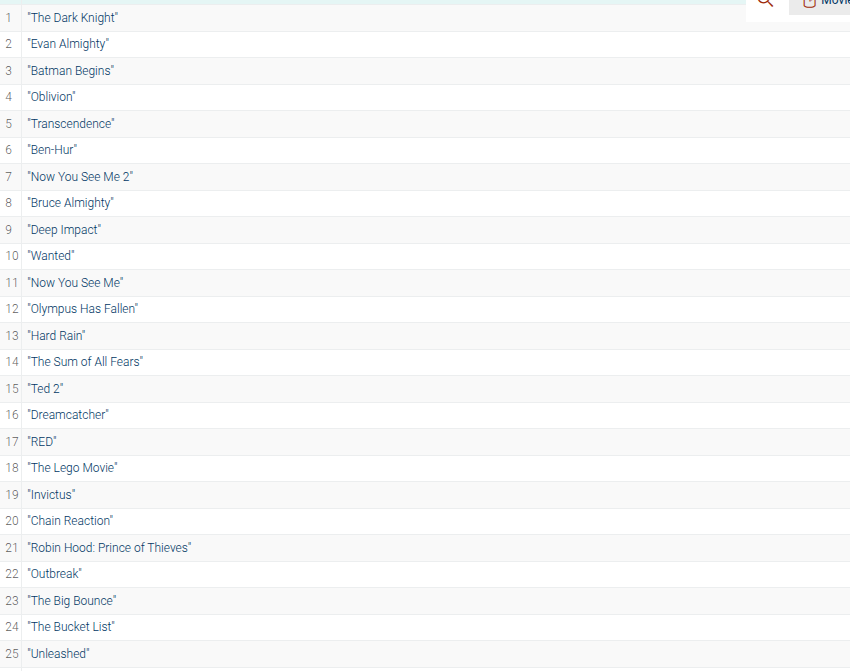 Movie
1 "The Dark Knight"
2 "Evan Almighty"
3 "Batman Begins"
4 "Oblivion"
5 "Transcendence"
6 "Ben-Hur"
7 "Now You See Me 2"
8 "Bruce Almighty"
9 "Deep Impact"
10 "Wanted"
11 "Now You See Me"
12 "Olympus Has Fallen"
13 "Hard Rain"
14 "The Sum of All Fears"
15 "Ted 2"
16 "Dreamcatcher"
17 "RED"
18 "The Lego Movie"
19 "Invictus"
20 "Chain Reaction"
21 "Robin Hood: Prince of Thieves"
22 "Outbreak"
23 "The Big Bounce"
24 "The Bucket List"
25 "Unleashed"